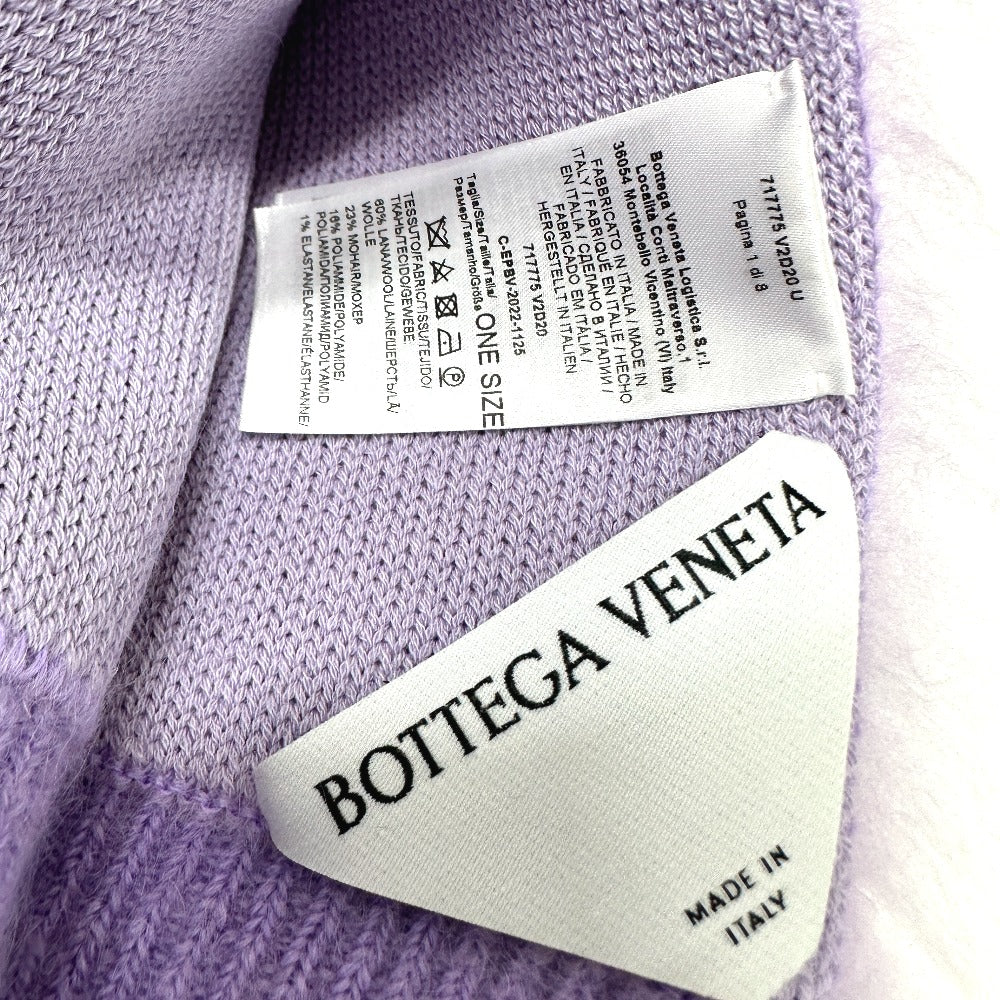 717775 V2D20 U
Pagina 1 di 8
Bottega Veneta Logistica S.r.l.
Località Conti Maltraverso,1
36054 Montebello Vicentino (VI) Italy
FABBRICATO IN ITALIA / MADE IN
ITALY / FABRIQUÉ EN ITALIE / HECHO
EN ITALIA / СДЕЛАНО В ИТАЛИИ /
FABRICADO EM ITALIA /
HERGESTELLT IN ITALIEN
717775 V2D20
C-EPBV-2022-1125
Taglia/Size/Taille/Talla/
Размер/Tamanho/Größe ONE SIZE
TESSUTO/FABRIC/TISSU/TEJIDO/
ТКАНЬ/TECIDO/GEWEBE
60% LANA/WOOL/LAINE/ШЕРСТЬ/LÃ/
WOLLE
23% MOHAIR/МОХЕР
16% POLIAMMIDE/POLYAMIDE/
POLIAMIDA/ПОЛИАМИД/POLYAMID
1% ELASTANE/ÉLASTHANNE/
BOTTEGA VENETA
MADE IN
ITALY